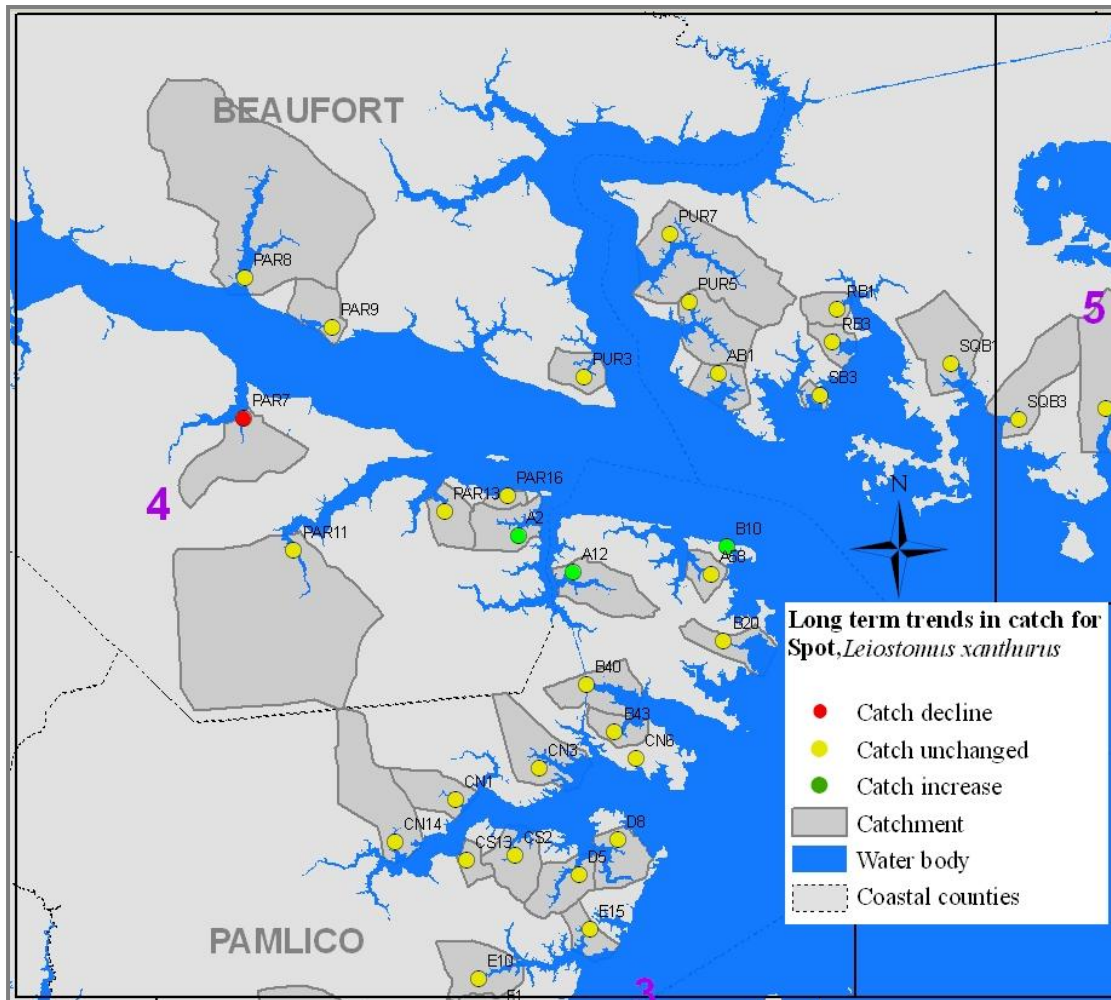 BEAUFORT
PUR7
PAR8
PUR5
RB1
5
PAR9
RB3
PUR3
AB1
SQB1
SB3
PAR7
SQB3
4
PAR16
PAR13
N
A2
B10
PAR11
A12
Long term trends in catch for
Spot, Leiostomus xanthurus
B20
B40
Catch decline
B43
Catch unchanged
CN3
CN6
Catch increase
CN1
Catchment
CN14
D8
CS13
CS2
Water body
D5
Coastal counties
E15
PAMLICO
E10
3